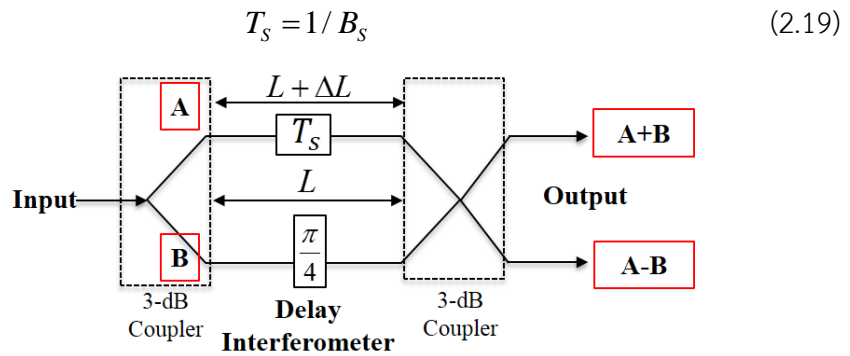 T_S = 1/ B_S (2.19)
L + ΔL
A
T_S
A+B
L
Input
Output
π
4
B
A-B
3-dB
Coupler
Delay
Interferometer
3-dB
Coupler